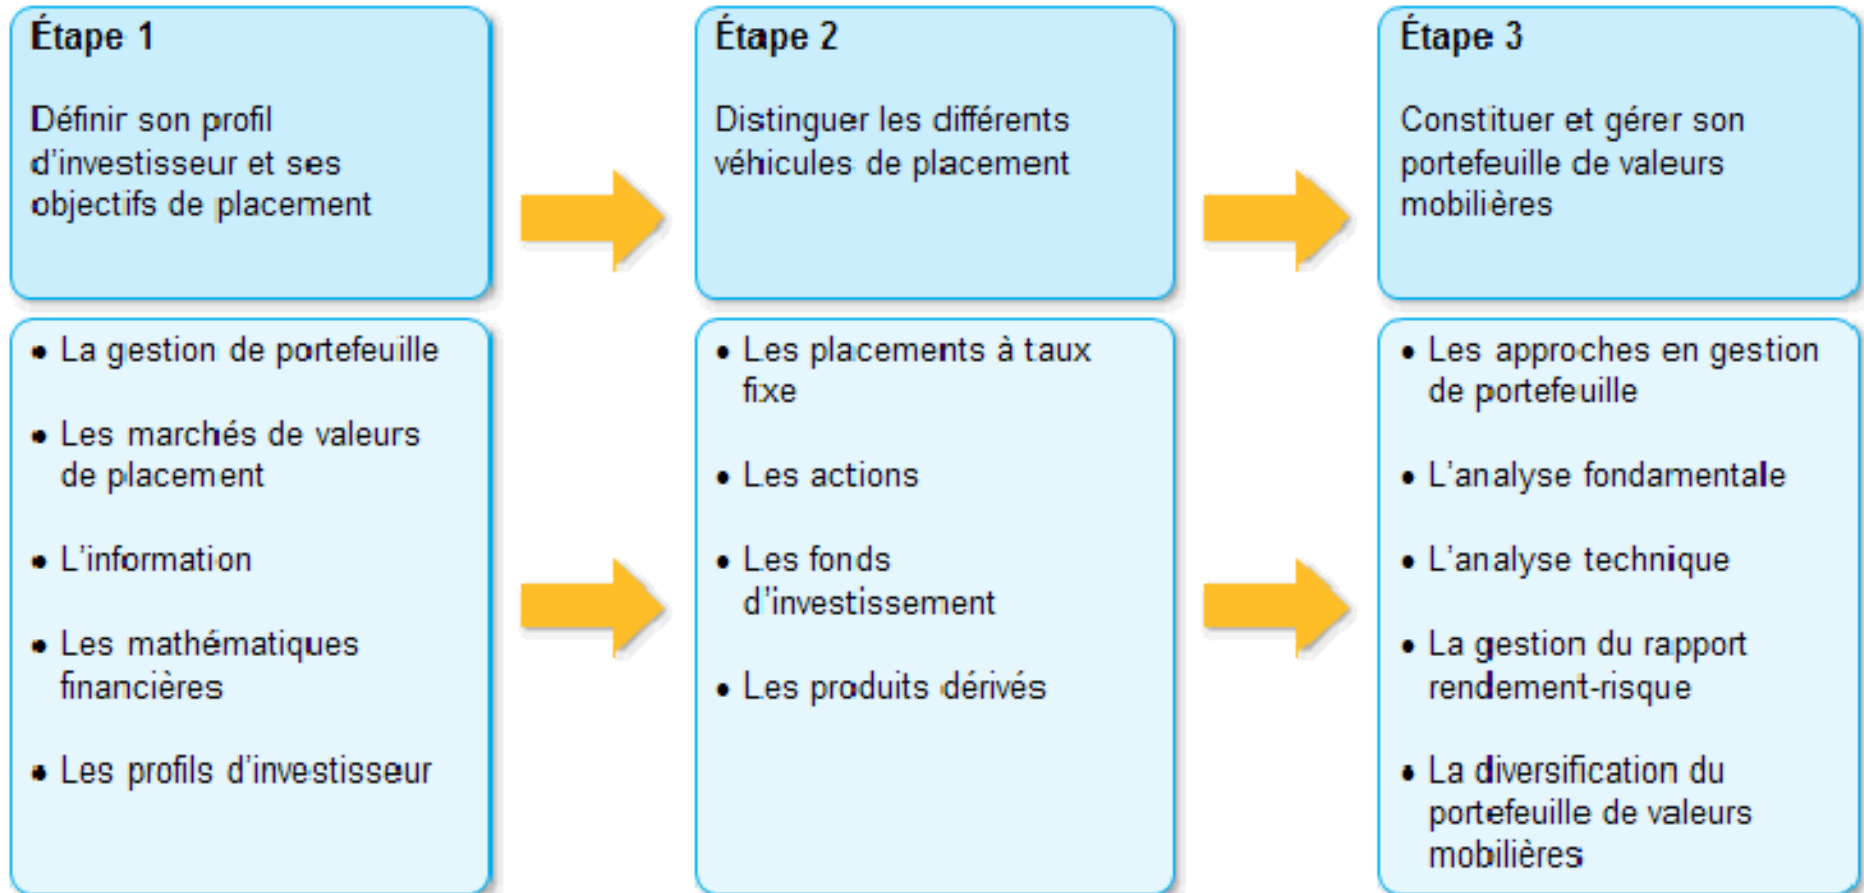 Étape 1
Définir son profil
d'investisseur et ses
objectifs de placement
Étape 2
Distinguer les différents
véhicules de placement
Étape 3
Constituer et gérer son
portefeuille de valeurs
mobilières
• La gestion de portefeuille
• Les marchés de valeurs
de placement
• L'information
• Les mathématiques
financières
• Les profils d'investisseur
• Les placements à taux
fixe
• Les actions
• Les fonds
d'investissement
• Les produits dérivés
• Les approches en gestion
de portefeuille
• L'analyse fondamentale
• L'analyse technique
• La gestion du rapport
rendement-risque
• La diversification du
portefeuille de valeurs
mobilières